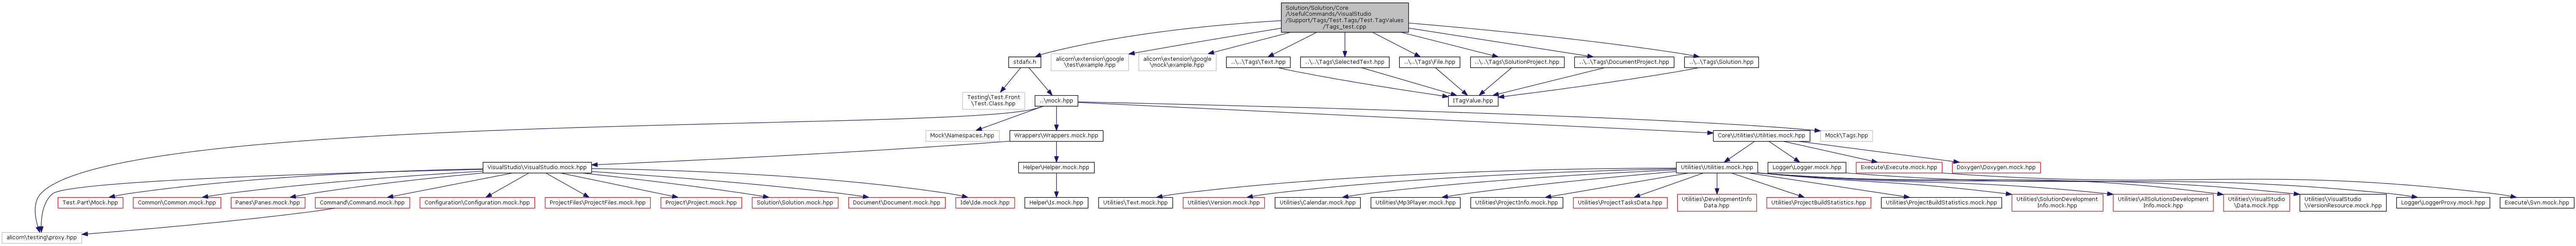 Solution/Solution/Core
/UsefulCommands/VisualStudio
/Support/Tags/Test.Tags/Test.TagValues
/Tags_test.cpp
stdafx.h
alicorn\extension\google
\test\example.hpp
alicorn\extension\google
\mock\example.hpp
..\..\Tags\Text.hpp
..\..\Tags\SelectedText.hpp
..\..\Tags\File.hpp
..\..\Tags\SolutionProject.hpp
..\..\Tags\DocumentProject.hpp
..\..\Tags\Solution.hpp
Testing\Test.Front
\Test.Class.hpp
..\mock.hpp
ITagValue.hpp
Mock\Namespaces.hpp
Wrappers\Wrappers.mock.hpp
Core\Utilities\Utilities.mock.hpp
Mock\Tags.hpp
VisualStudio\VisualStudio.mock.hpp
Helper\Helper.mock.hpp
Utilities\Utilities.mock.hpp
Logger\Logger.mock.hpp
Execute\Execute.mock.hpp
Doxygen\Doxygen.mock.hpp
Test.Part\Mock.hpp
Common\Common.mock.hpp
Panes\Panes.mock.hpp
Command\Command.mock.hpp
Configuration\Configuration.mock.hpp
ProjectFiles\ProjectFiles.mock.hpp
Project\Project.mock.hpp
Solution\Solution.mock.hpp
Document\Document.mock.hpp
Ide\Ide.mock.hpp
Helper\Is.mock.hpp
Utilities\Text.mock.hpp
Utilities\Version.mock.hpp
Utilities\Calendar.mock.hpp
Utilities\Mp3Player.mock.hpp
Utilities\ProjectInfo.mock.hpp
Utilities\ProjectTasksData.hpp
Utilities\DevelopmentInfo
Data.hpp
Utilities\ProjectBuildStatistics.hpp
Utilities\ProjectBuildStatistics.mock.hpp
Utilities\SolutionDevelopment
Info.mock.hpp
Utilities\AllSolutionsDevelopment
Info.mock.hpp
Utilities\VisualStudio
\Data.mock.hpp
Utilities\VisualStudio
\VersionResource.mock.hpp
Logger\LoggerProxy.mock.hpp
Execute\Svn.mock.hpp
alicorn\testing\proxy.hpp